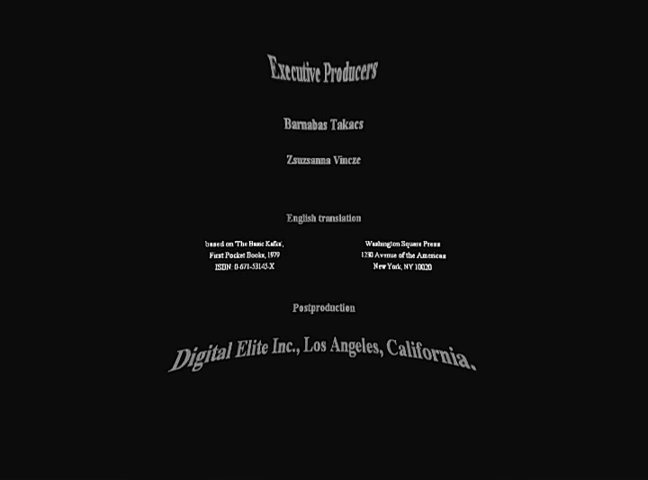 Executive Producers
Barnabas Takacs
Zsuzsanna Vincze
English translation
based on 'The Basic Kafka',
First Pocket Books, 1979
ISBN 0-671-53145-X
Washington Square Press
1230 Avenue of the Americas
New York, NY 10020
Postproduction
Digital Elite Inc., Los Angeles, California.